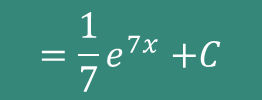 = 1/7 e^{7x} + C